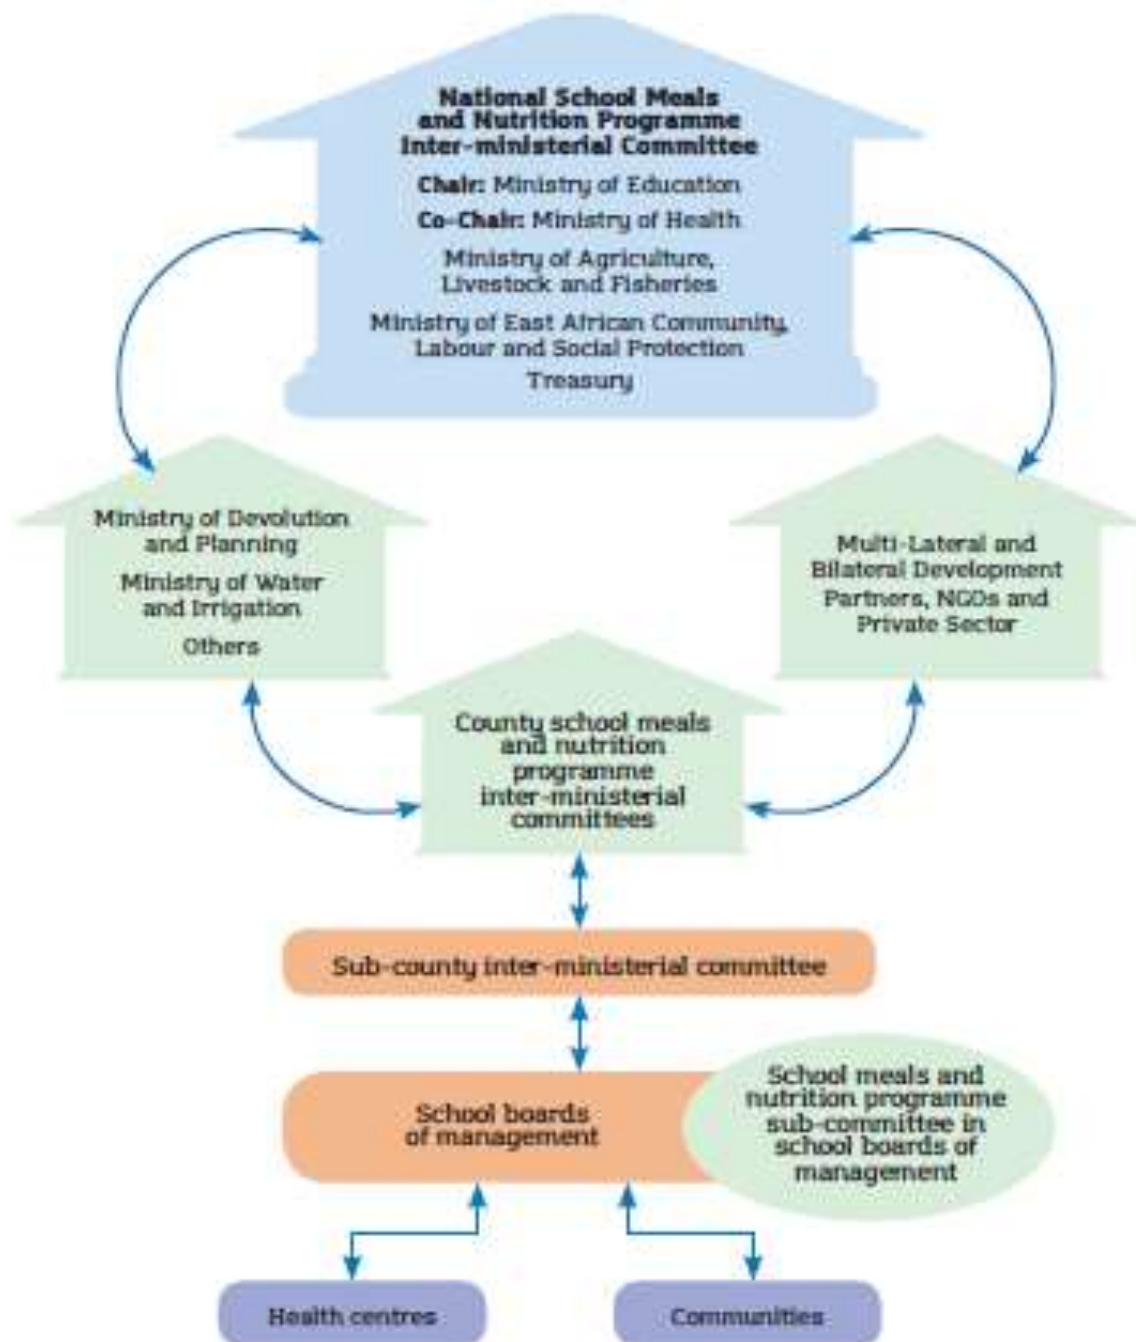 National School Meals
and Nutrition Programme
Inter-ministerial Committee
Chair: Ministry of Education
Co-Chair: Ministry of Health
Ministry of Agriculture,
Livestock and Fisheries
Ministry of East African Community,
Labour and Social Protection
Treasury
Ministry of Devolution
and Planning
Ministry of Water
and Irrigation
Others
Multi-Lateral and
Bilateral Development
Partners, NGOs and
Private Sector
County school meals
and nutrition
programme
inter-ministerial
committees
Sub-county inter-ministerial committee
School boards
of management
School meals and
nutrition programme
sub-committee in
school boards of
management
Health centres
Communities